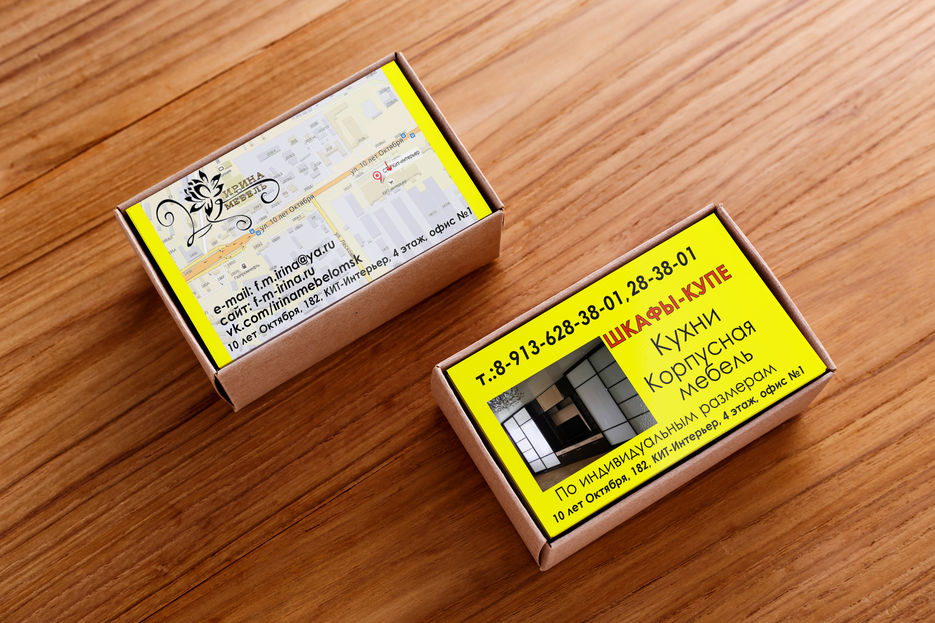 ИРИНА
МЕБЕЛЬ
ул. 10 лет Октября
ул. 10 лет Октября
e-mail: f.m.irina@ya.ru
сайт: f-m-irina.ru
vk.com/irinamebelomsk
10 лет Октября, 182, КИТ-Интерьер, 4 этаж, офис №1
т.:8-913-628-38-01,28-38-01
ШКАФЫ-КУПЕ
Кухни
корпусная
мебель
По индивидуальным размерам
10 лет Октября, 182, КИТ-Интерьер, 4 этаж, офис №1